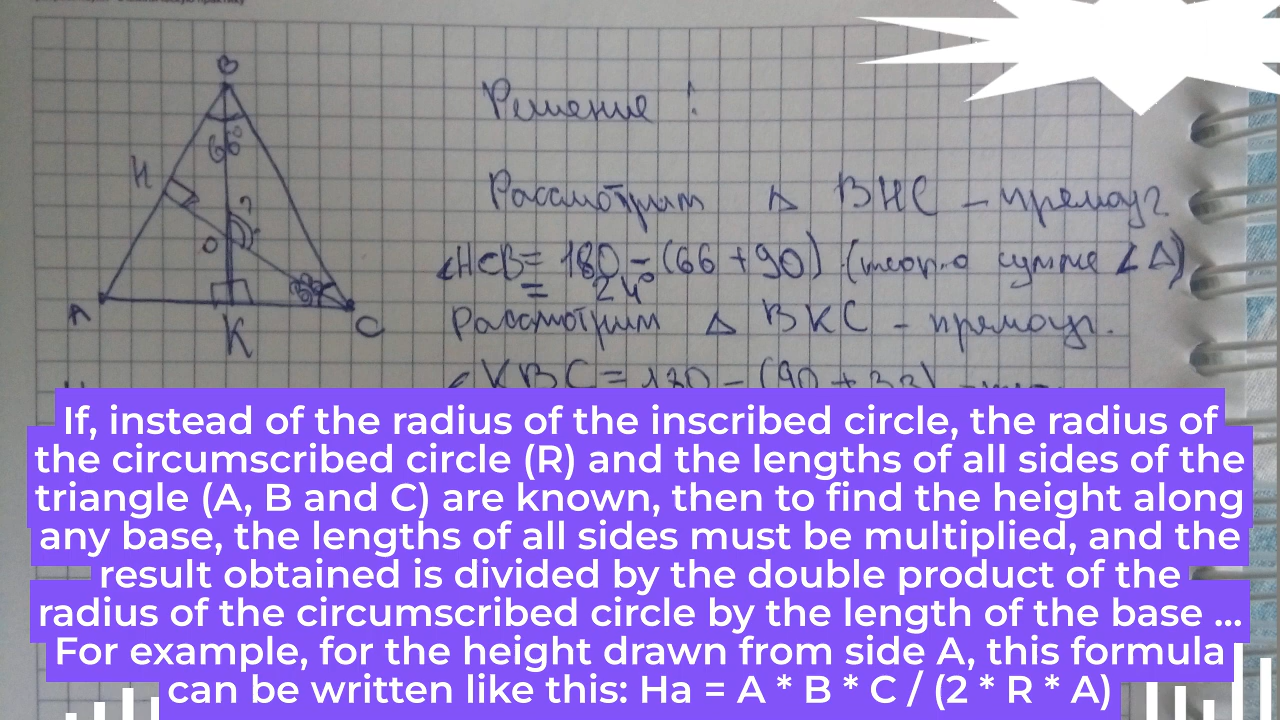 B
66°
H
?
O
A
K
C
Решение :
Рассмотрим Δ BHC – прямоуг
∠HCB = 180 – (66 + 90) (теор. о сумме ∠ Δ)
= 24°
Рассмотрим Δ BKC – прямоуг.
∠KBC = 180 – (90 + 33)
If, instead of the radius of the inscribed circle, the radius of
the circumscribed circle (R) and the lengths of all sides of the
triangle (A, B and C) are known, then to find the height along
any base, the lengths of all sides must be multiplied, and the
result obtained is divided by the double product of the
radius of the circumscribed circle by the length of the base ...
For example, for the height drawn from side A, this formula
can be written like this: Ha = A * B * C / (2 * R * A)